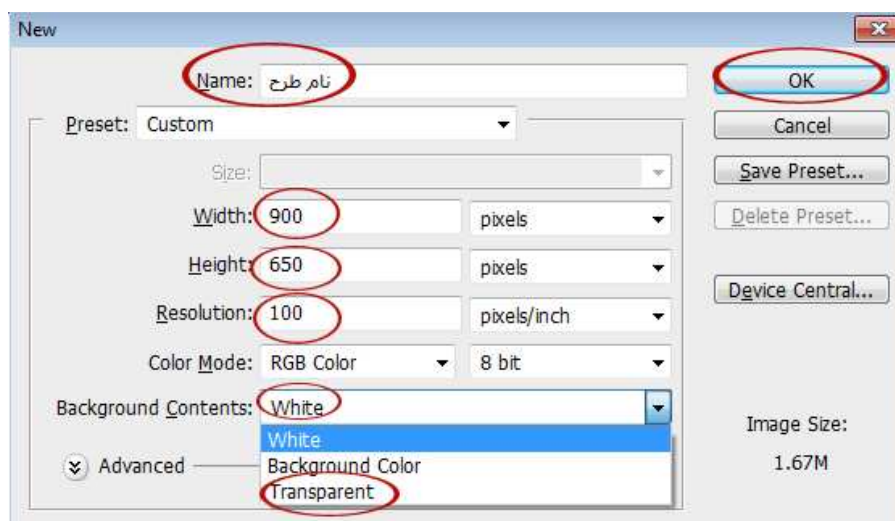 New
Name: نام طرح
OK
Preset: Custom
Cancel
Size:
Save Preset...
Width: 900 pixels
Delete Preset...
Height: 650 pixels
Device Central...
Resolution: 100 pixels/inch
Color Mode: RGB Color 8 bit
Background Contents: White
White
Background Color
Transparent
Advanced
Image Size:
1.67M